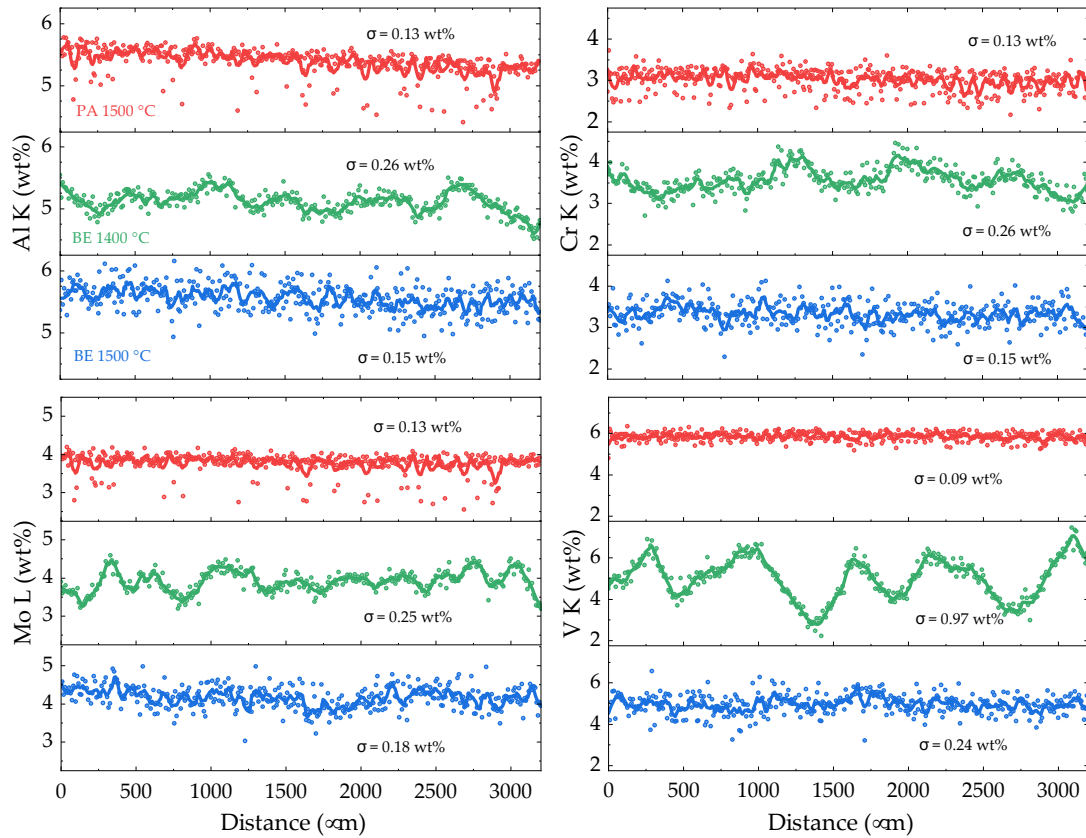 Al K (wt%)
6
5
σ = 0.13 wt%
PA 1500 °C
6
5
σ = 0.26 wt%
BE 1400 °C
6
5
BE 1500 °C
σ = 0.15 wt%
Cr K (wt%)
4
3
2
σ = 0.13 wt%
4
3
2
σ = 0.26 wt%
4
3
2
σ = 0.15 wt%
Mo L (wt%)
5
4
3
σ = 0.13 wt%
5
4
3
σ = 0.25 wt%
5
4
3
σ = 0.18 wt%
0 500 1000 1500 2000 2500 3000
Distance (∝m)
V K (wt%)
6
4
2
σ = 0.09 wt%
6
4
2
σ = 0.97 wt%
6
4
2
σ = 0.24 wt%
0 500 1000 1500 2000 2500 3000
Distance (∝m)